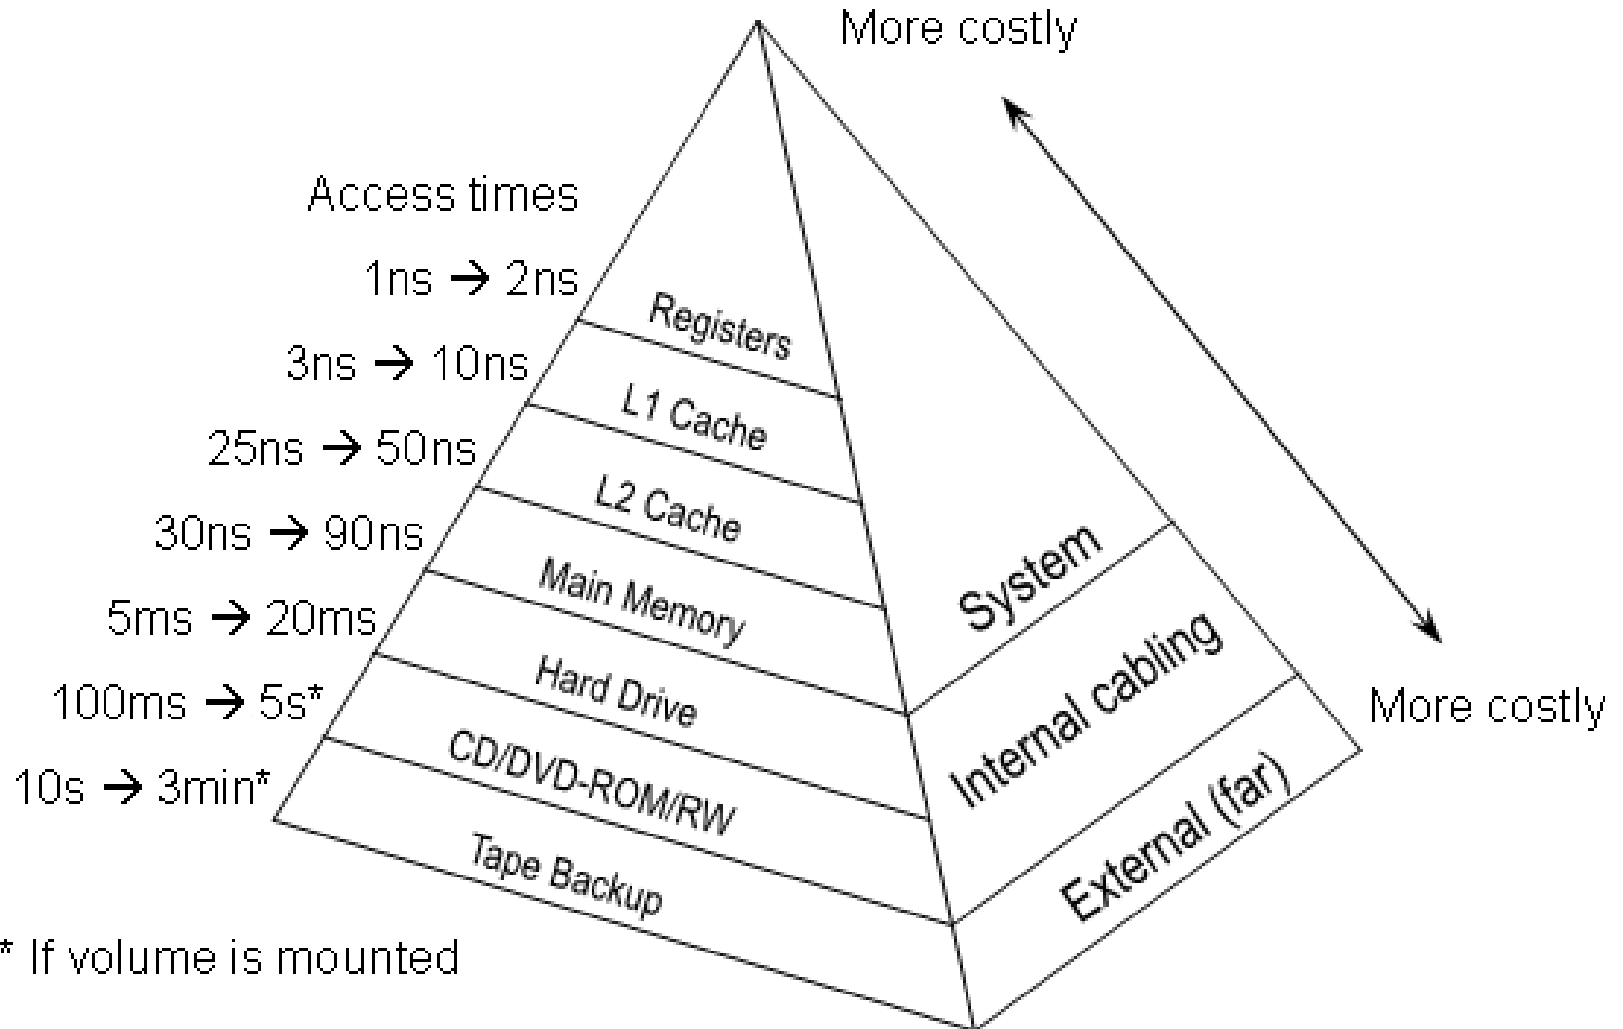 More costly
Access times
1ns → 2ns
3ns → 10ns
25ns → 50ns
30ns → 90ns
5ms → 20ms
100ms → 5s*
10s → 3min*
Registers
L1 Cache
L2 Cache
Main Memory
Hard Drive
CD/DVD-ROM/RW
Tape Backup
System
Internal cabling
External (far)
More costly
* If volume is mounted